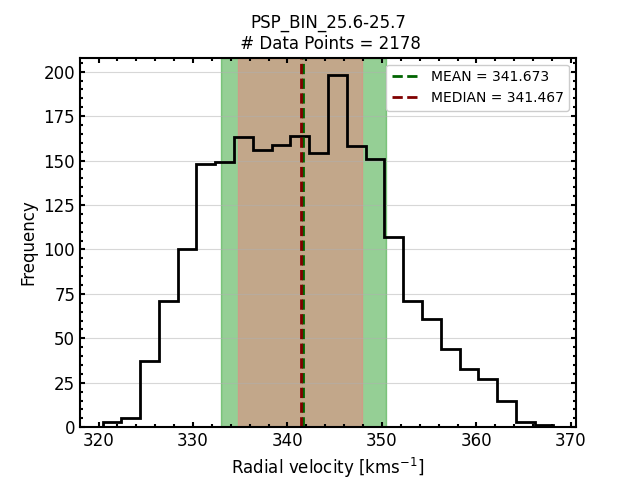 PSP_BIN_25.6-25.7
# Data Points = 2178
MEAN = 341.673
MEDIAN = 341.467
Frequency
200
175
150
125
100
75
50
25
0
320 330 340 350 360 370
Radial velocity [kms⁻¹]